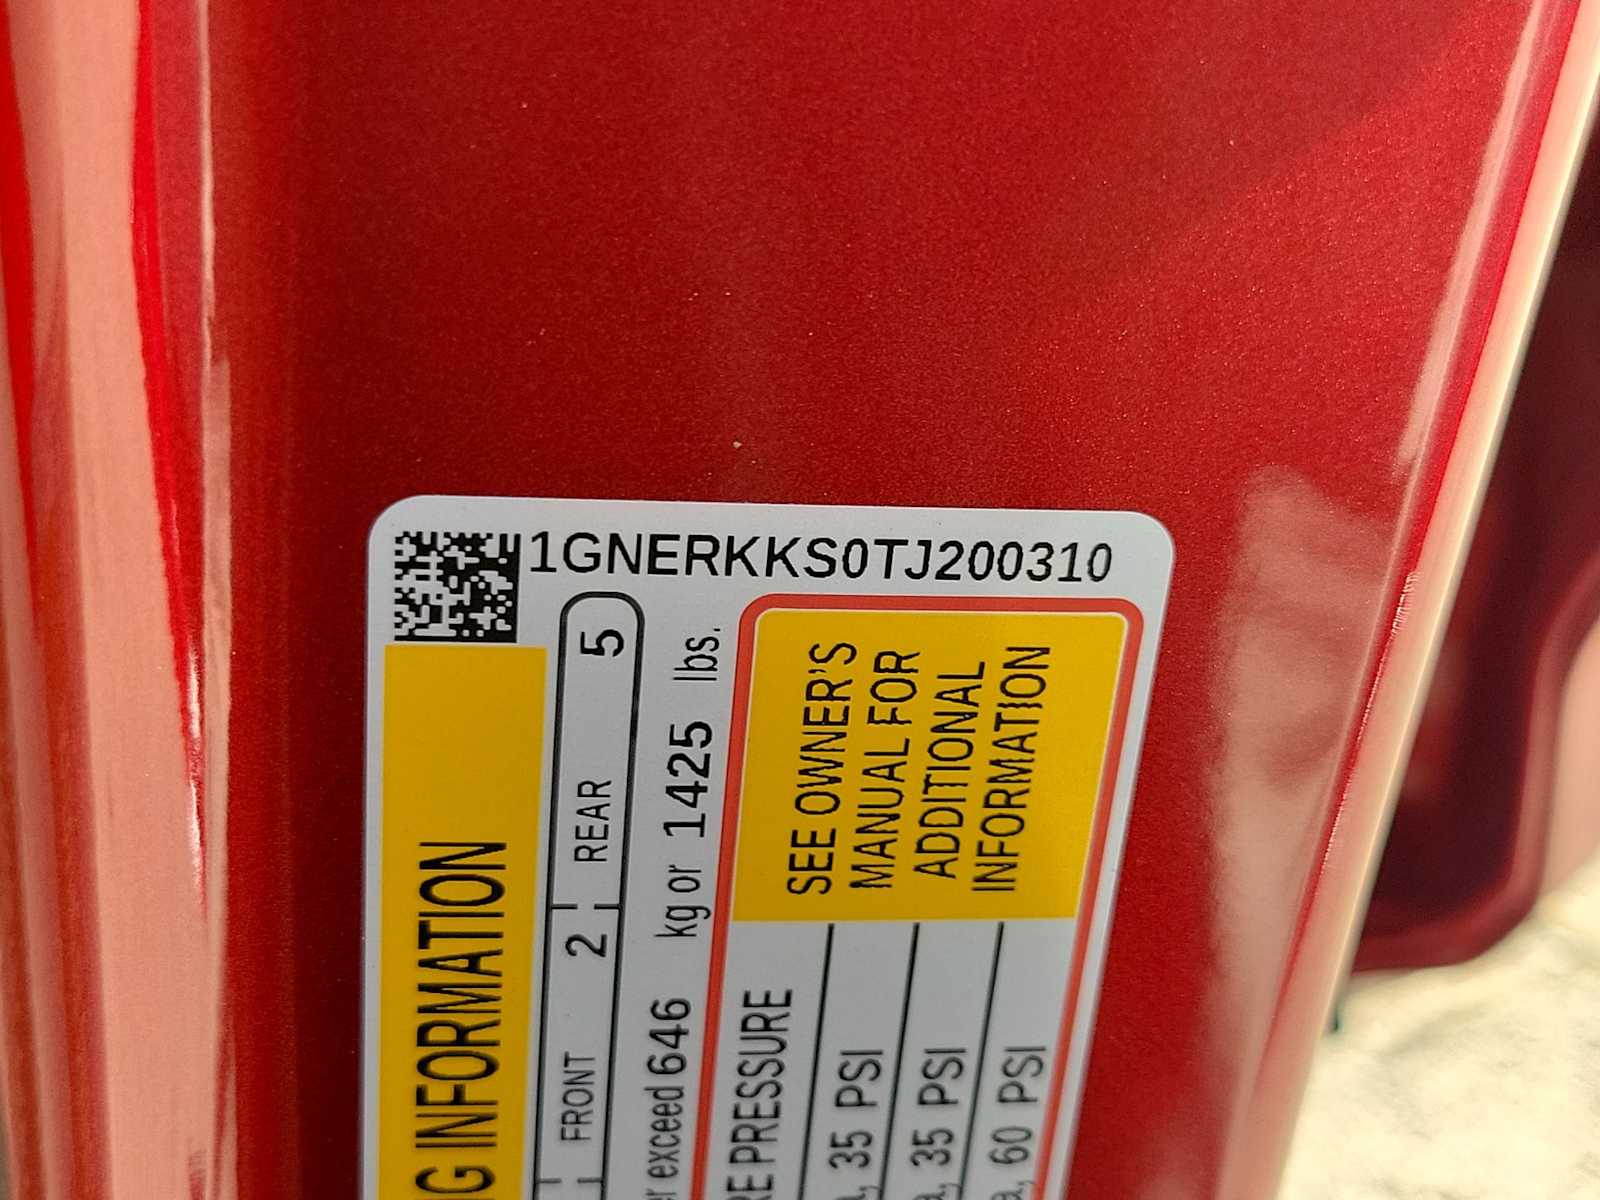 1GNERKKS0TJ200310
NG INFORMATION
FRONT 2 REAR 5
exceed 646 kg or 1425 lbs.
PRESSURE
35 PSI
35 PSI
60 PSI
SEE OWNER'S
MANUAL FOR
ADDITIONAL
INFORMATION